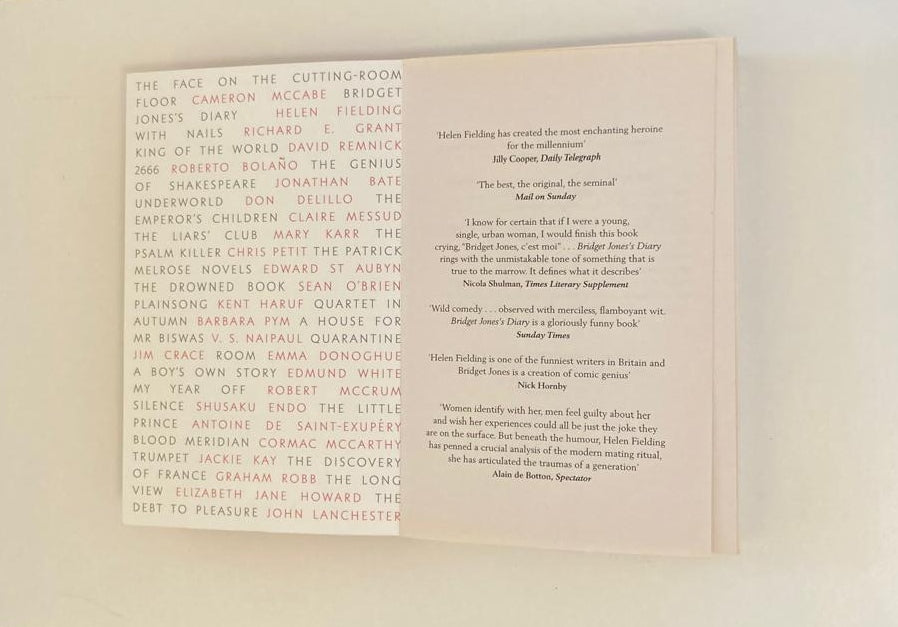 THE FACE ON THE CUTTING-ROOM
FLOOR CAMERON MCCABE BRIDGET
JONES'S DIARY HELEN FIELDING
WITH NAILS RICHARD E. GRANT
KING OF THE WORLD DAVID REMNICK
2666 ROBERTO BOLAÑO THE GENIUS
OF SHAKESPEARE JONATHAN BATE
UNDERWORLD DON DELILLO THE
EMPEROR'S CHILDREN CLAIRE MESSUD
THE LIARS' CLUB MARY KARR THE
PSALM KILLER CHRIS PETIT THE PATRICK
MELROSE NOVELS EDWARD ST AUBYN
THE DROWNED BOOK SEAN O'BRIEN
PLAINSONG KENT HARUF QUARTET IN
AUTUMN BARBARA PYM A HOUSE FOR
MR BISWAS V. S. NAIPAUL QUARANTINE
JIM CRACE ROOM EMMA DONOGHUE
A BOY'S OWN STORY EDMUND WHITE
MY YEAR OFF ROBERT MCCRUM
SILENCE SHUSAKU ENDO THE LITTLE
PRINCE ANTOINE DE SAINT-EXUPÉRY
BLOOD MERIDIAN CORMAC MCCARTHY
TRUMPET JACKIE KAY THE DISCOVERY
OF FRANCE GRAHAM ROBB THE LONG
VIEW ELIZABETH JANE HOWARD THE
DEBT TO PLEASURE JOHN LANCHESTER
'Helen Fielding has created the most enchanting heroine
for the millennium'
Jilly Cooper, Daily Telegraph
'The best, the original, the seminal'
Mail on Sunday
'I know for certain that if I were a young,
single, urban woman, I would finish this book
crying, "Bridget Jones, c'est moi" . . . Bridget Jones's Diary
rings with the unmistakable tone of something that is
true to the marrow. It defines what it describes'
Nicola Shulman, Times Literary Supplement
'Wild comedy . . . observed with merciless, flamboyant wit.
Bridget Jones's Diary is a gloriously funny book'
Sunday Times
'Helen Fielding is one of the funniest writers in Britain and
Bridget Jones is a creation of comic genius'
Nick Hornby
'Women identify with her, men feel guilty about her
and wish her experiences could all be just the joke they
are on the surface. But beneath the humour, Helen Fielding
has penned a crucial analysis of the modern mating ritual,
she has articulated the traumas of a generation'
Alain de Botton, Spectator